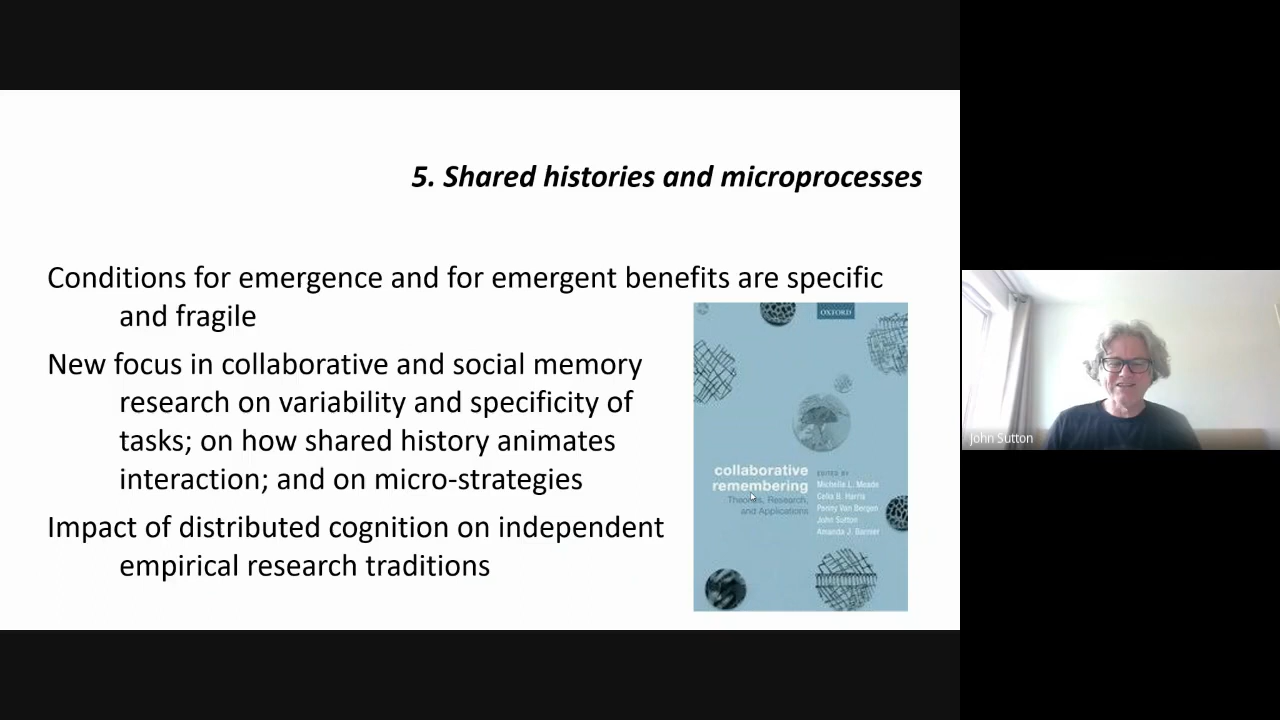 5. Shared histories and microprocesses
Conditions for emergence and for emergent benefits are specific
and fragile
New focus in collaborative and social memory
research on variability and specificity of
tasks; on how shared history animates
interaction; and on micro-strategies
Impact of distributed cognition on independent
empirical research traditions
OXFORD
collaborative
remembering
Theories, Research,
and Applications
EDITED BY
Michelle L. Meade
Celia B. Harris
Penny Van Bergen
John Sutton
Amanda J. Barnier
John Sutton